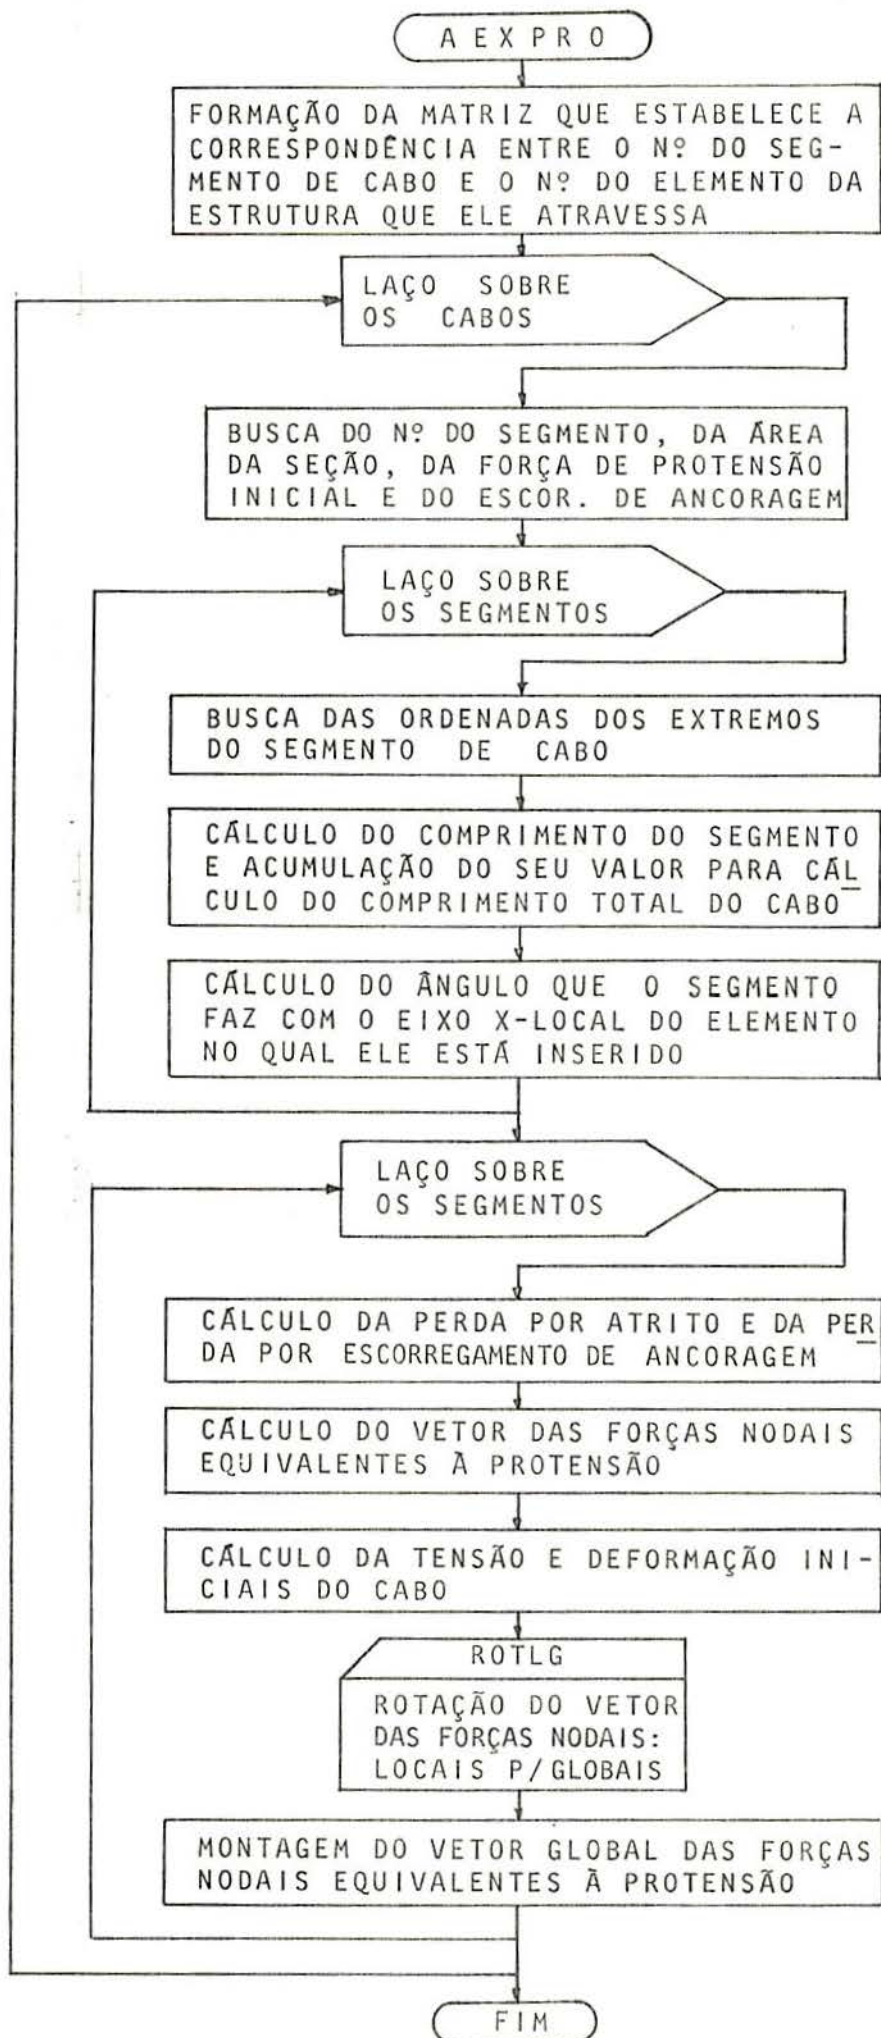 AEXPRO
FORMAÇÃO DA MATRIZ QUE ESTABELECE A
CORRESPONDÊNCIA ENTRE O Nº DO SEG-
MENTO DE CABO E O Nº DO ELEMENTO DA
ESTRUTURA QUE ELE ATRAVESSA
LAÇO SOBRE
OS CABOS
BUSCA DO Nº DO SEGMENTO, DA ÁREA
DA SEÇÃO, DA FORÇA DE PROTENSÃO
INICIAL E DO ESCOR. DE ANCORAGEM
LAÇO SOBRE
OS SEGMENTOS
BUSCA DAS ORDENADAS DOS EXTREMOS
DO SEGMENTO DE CABO
CÁLCULO DO COMPRIMENTO DO SEGMENTO
E ACUMULAÇÃO DO SEU VALOR PARA CÁL
CULO DO COMPRIMENTO TOTAL DO CABO
CÁLCULO DO ÂNGULO QUE O SEGMENTO
FAZ COM O EIXO X-LOCAL DO ELEMENTO
NO QUAL ELE ESTÁ INSERIDO
LAÇO SOBRE
OS SEGMENTOS
CÁLCULO DA PERDA POR ATRITO E DA PER
DA POR ESCORREGAMENTO DE ANCORAGEM
CÁLCULO DO VETOR DAS FORÇAS NODAIS
EQUIVALENTES À PROTENSÃO
CÁLCULO DA TENSÃO E DEFORMAÇÃO INI-
CIAIS DO CABO
ROTLG
ROTAÇÃO DO VETOR
DAS FORÇAS NODAIS:
LOCAIS P/GLOBAIS
MONTAGEM DO VETOR GLOBAL DAS FORÇAS
NODAIS EQUIVALENTES À PROTENSÃO
FIM